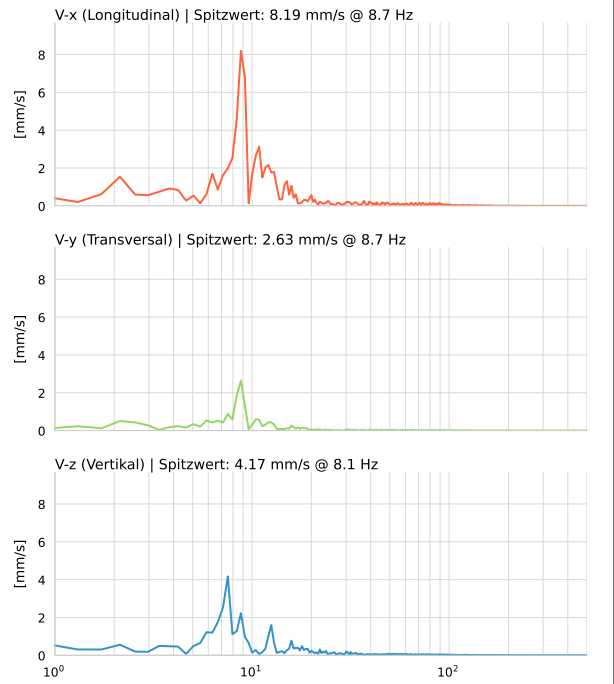 V-x (Longitudinal) | Spitzwert: 8.19 mm/s @ 8.7 Hz
8
6
4
2
0
[mm/s]
V-y (Transversal) | Spitzwert: 2.63 mm/s @ 8.7 Hz
8
6
4
2
0
[mm/s]
V-z (Vertikal) | Spitzwert: 4.17 mm/s @ 8.1 Hz
8
6
4
2
0
[mm/s]
10⁰ 10¹ 10²